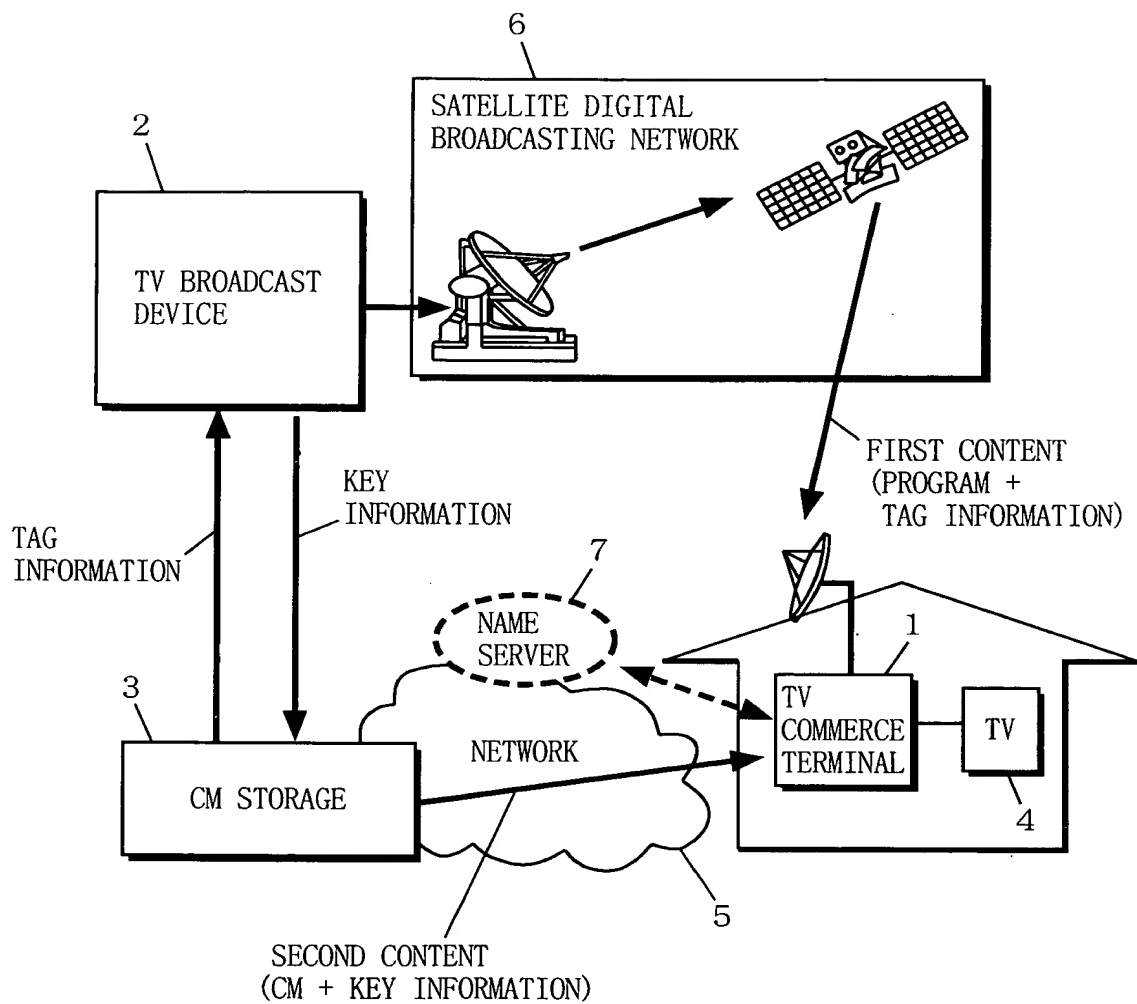 6
SATELLITE DIGITAL
BROADCASTING NETWORK
2
TV BROADCAST
DEVICE
FIRST CONTENT
(PROGRAM +
TAG INFORMATION)
KEY
INFORMATION
TAG
INFORMATION
7
NAME
SERVER
1
TV
COMMERCE
TERMINAL
TV
4
3
CM STORAGE
NETWORK
5
SECOND CONTENT
(CM + KEY INFORMATION)